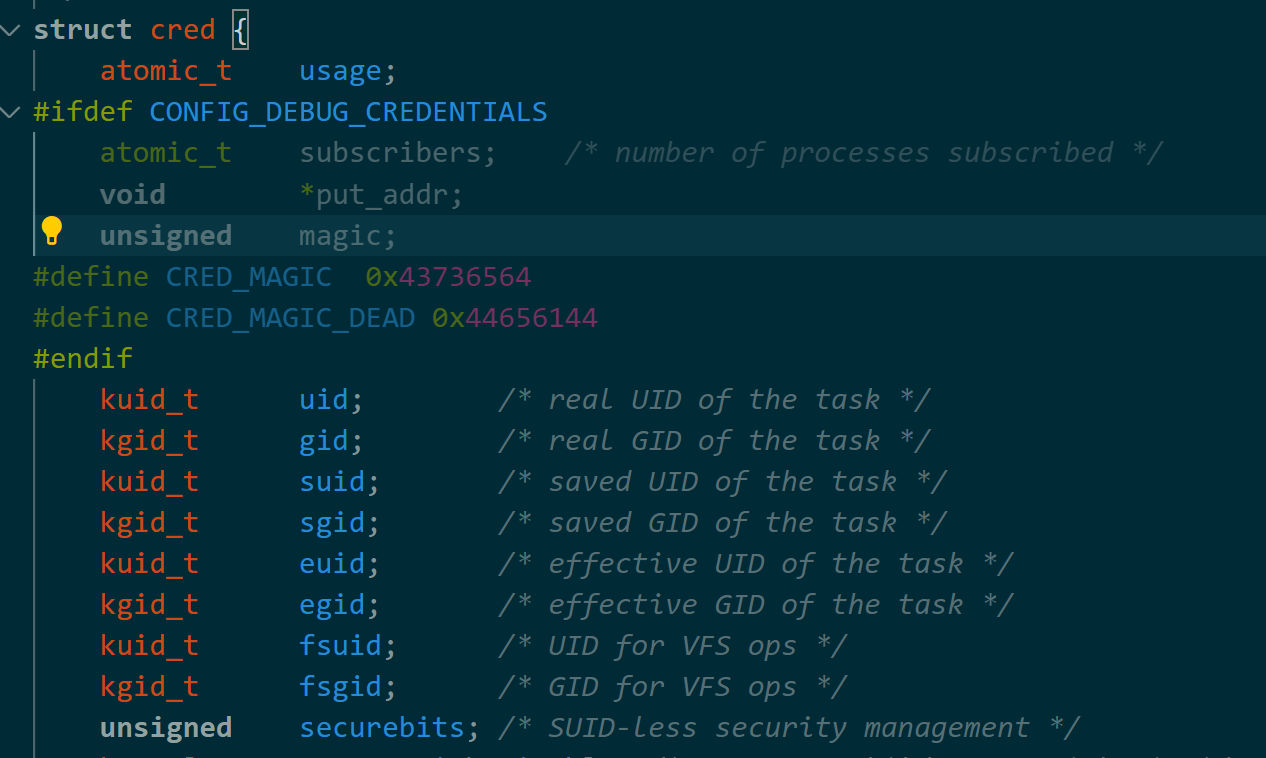 struct cred {
    atomic_t    usage;
#ifdef CONFIG_DEBUG_CREDENTIALS
    atomic_t    subscribers;    /* number of processes subscribed */
    void        *put_addr;
    unsigned    magic;
#define CRED_MAGIC  0x43736564
#define CRED_MAGIC_DEAD 0x44656144
#endif
    kuid_t      uid;        /* real UID of the task */
    kgid_t      gid;        /* real GID of the task */
    kuid_t      suid;       /* saved UID of the task */
    kgid_t      sgid;       /* saved GID of the task */
    kuid_t      euid;       /* effective UID of the task */
    kgid_t      egid;       /* effective GID of the task */
    kuid_t      fsuid;      /* UID for VFS ops */
    kgid_t      fsgid;      /* GID for VFS ops */
    unsigned    securebits; /* SUID-less security management */